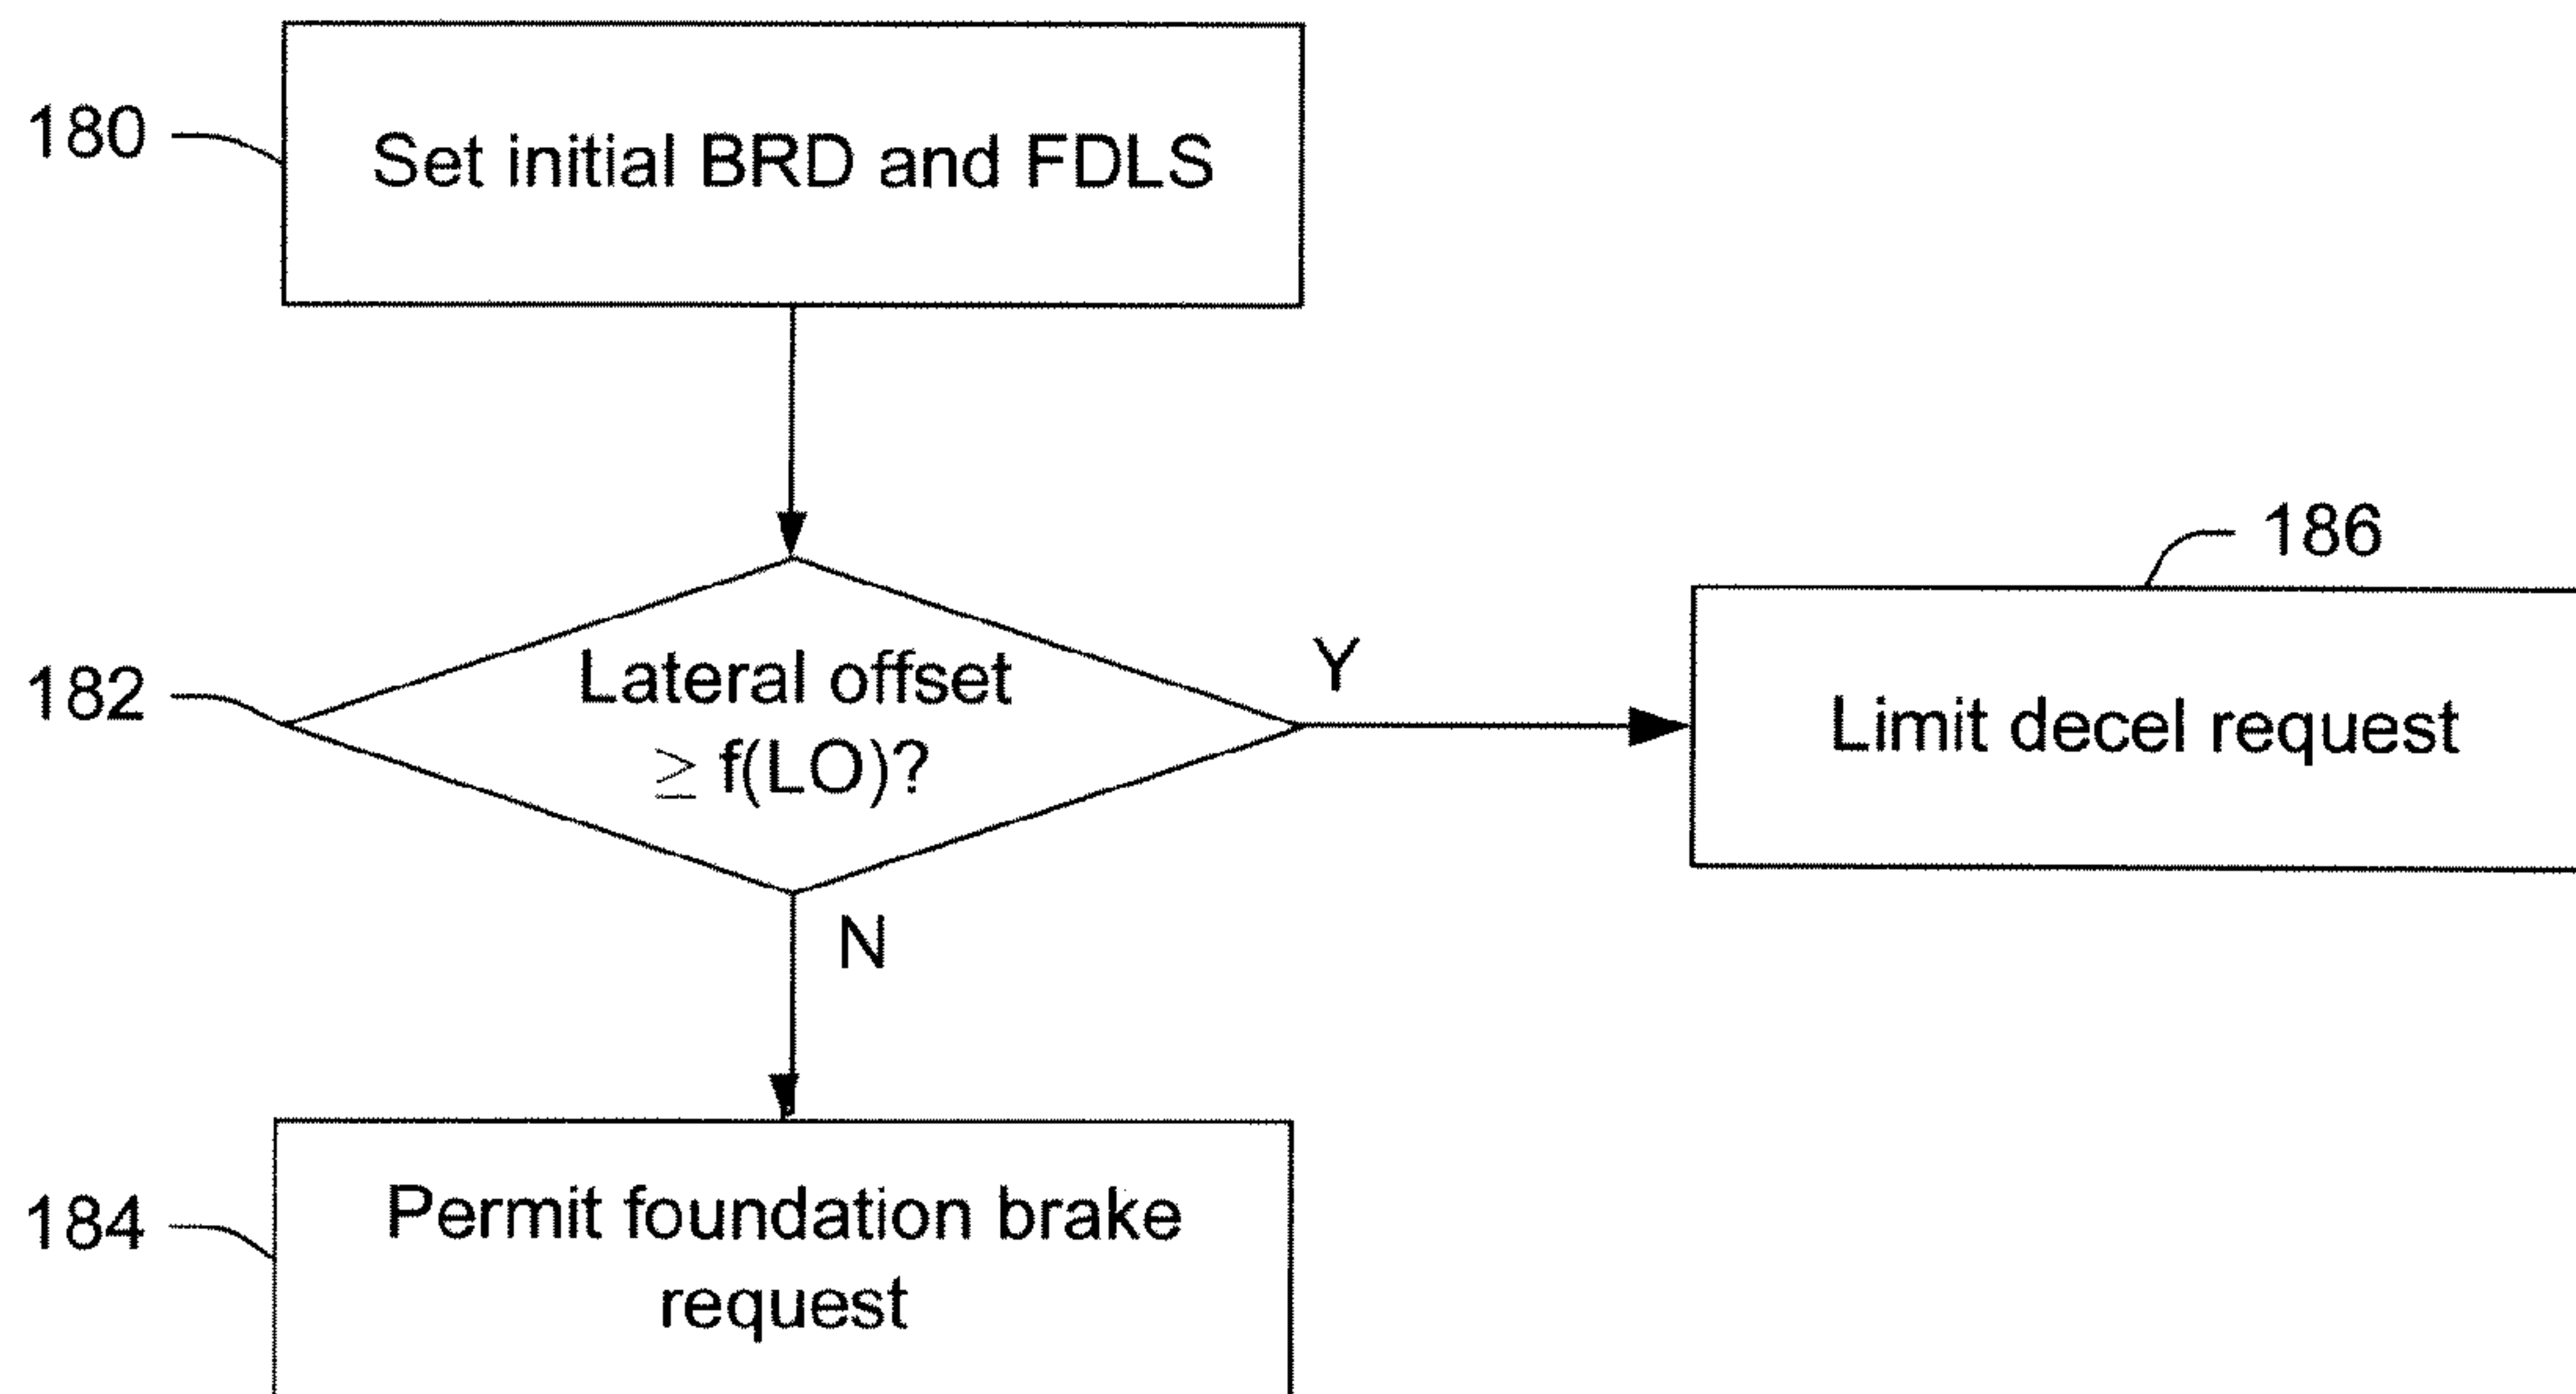 180
Set initial BRD and FDLS
182
Lateral offset
≥ f(LO)?
Y
186
Limit decel request
N
184
Permit foundation brake
request